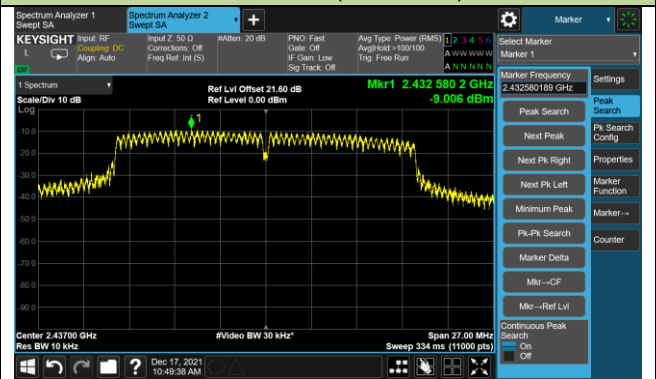 Spectrum Analyzer 1
Swept SA
Spectrum Analyzer 2
Swept SA
Marker
KEYSIGHT
L
Input: RF
Coupling: DC
Align: Auto
Input Z: 50 Ω
Corrections: Off
Freq Ref: Int (S)
#Atten: 20 dB
PNO: Fast
Gate: Off
IF Gain: Low
Sig Track: Off
Avg Type: Power (RMS)
Avg|Hold:>100/100
Trig: Free Run
1 2 3 4 5 6
A W W W W W
A N N N N N
Select Marker
Marker 1
1 Spectrum
Scale/Div 10 dB
Log
Ref Lvl Offset 21.60 dB
Ref Level 0.00 dBm
Mkr1 2.432 580 2 GHz
-9.006 dBm
1
-10.0
-20.0
-30.0
-40.0
-50.0
-60.0
-70.0
-80.0
-90.0
Center 2.43700 GHz
Res BW 10 kHz
#Video BW 30 kHz*
Span 27.00 MHz
Sweep 334 ms (11000 pts)
Marker Frequency
2.432580189 GHz
Peak Search
Next Peak
Next Pk Right
Next Pk Left
Minimum Peak
Pk-Pk Search
Marker Delta
Mkr→CF
Mkr→Ref Lvl
Continuous Peak
Search
On
Off
Settings
Peak
Search
Pk Search
Config
Properties
Marker
Function
Marker→
Counter
Dec 17, 2021
10:49:38 AM